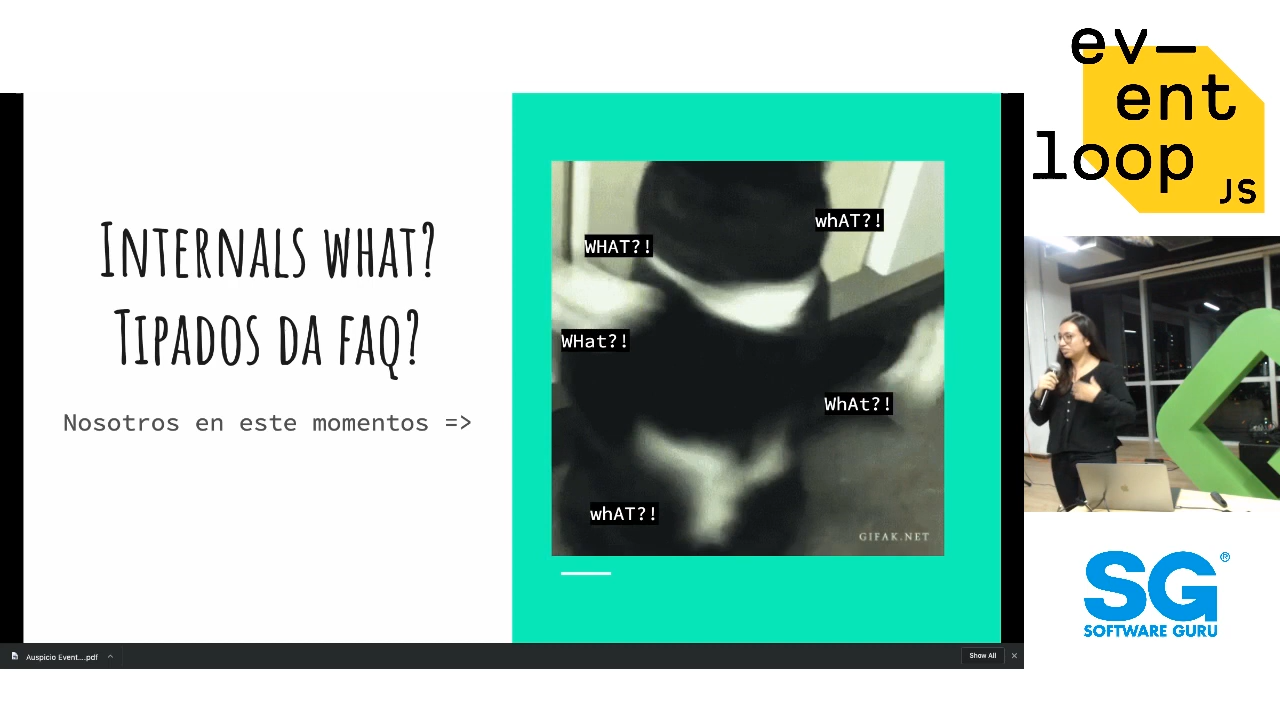 INTERNALS WHAT?
TIPADOS DA FAQ?
Nosotros en este momentos =>
whAT?!
WHAT?!
WHat?!
WhAt?!
whAT?!
GIFAK.NET
Auspicio Event....pdf
Show All
ev—
ent
loop
JS
SG®
SOFTWARE GURU